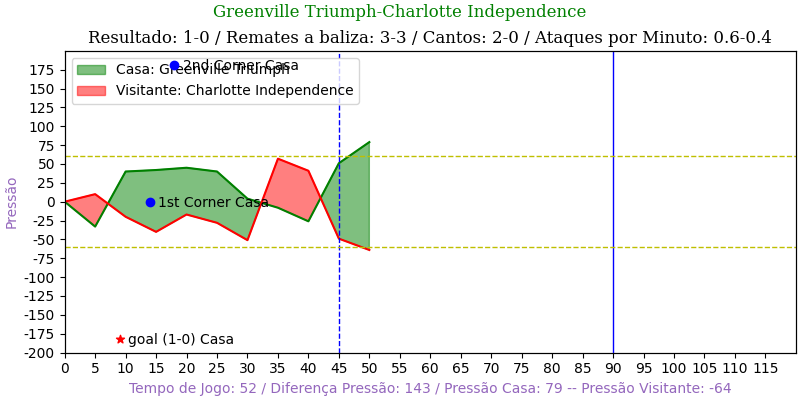 Greenville Triumph-Charlotte Independence
Resultado: 1-0 / Remates a baliza: 3-3 / Cantos: 2-0 / Ataques por Minuto: 0.6-0.4
Casa: Greenville Triumph
Visitante: Charlotte Independence
2nd Corner Casa
1st Corner Casa
goal (1-0) Casa
Pressão
175
150
125
100
75
50
25
0
-25
-50
-75
-100
-125
-150
-175
-200
0 5 10 15 20 25 30 35 40 45 50 55 60 65 70 75 80 85 90 95 100 105 110 115
Tempo de Jogo: 52 / Diferença Pressão: 143 / Pressão Casa: 79 -- Pressão Visitante: -64